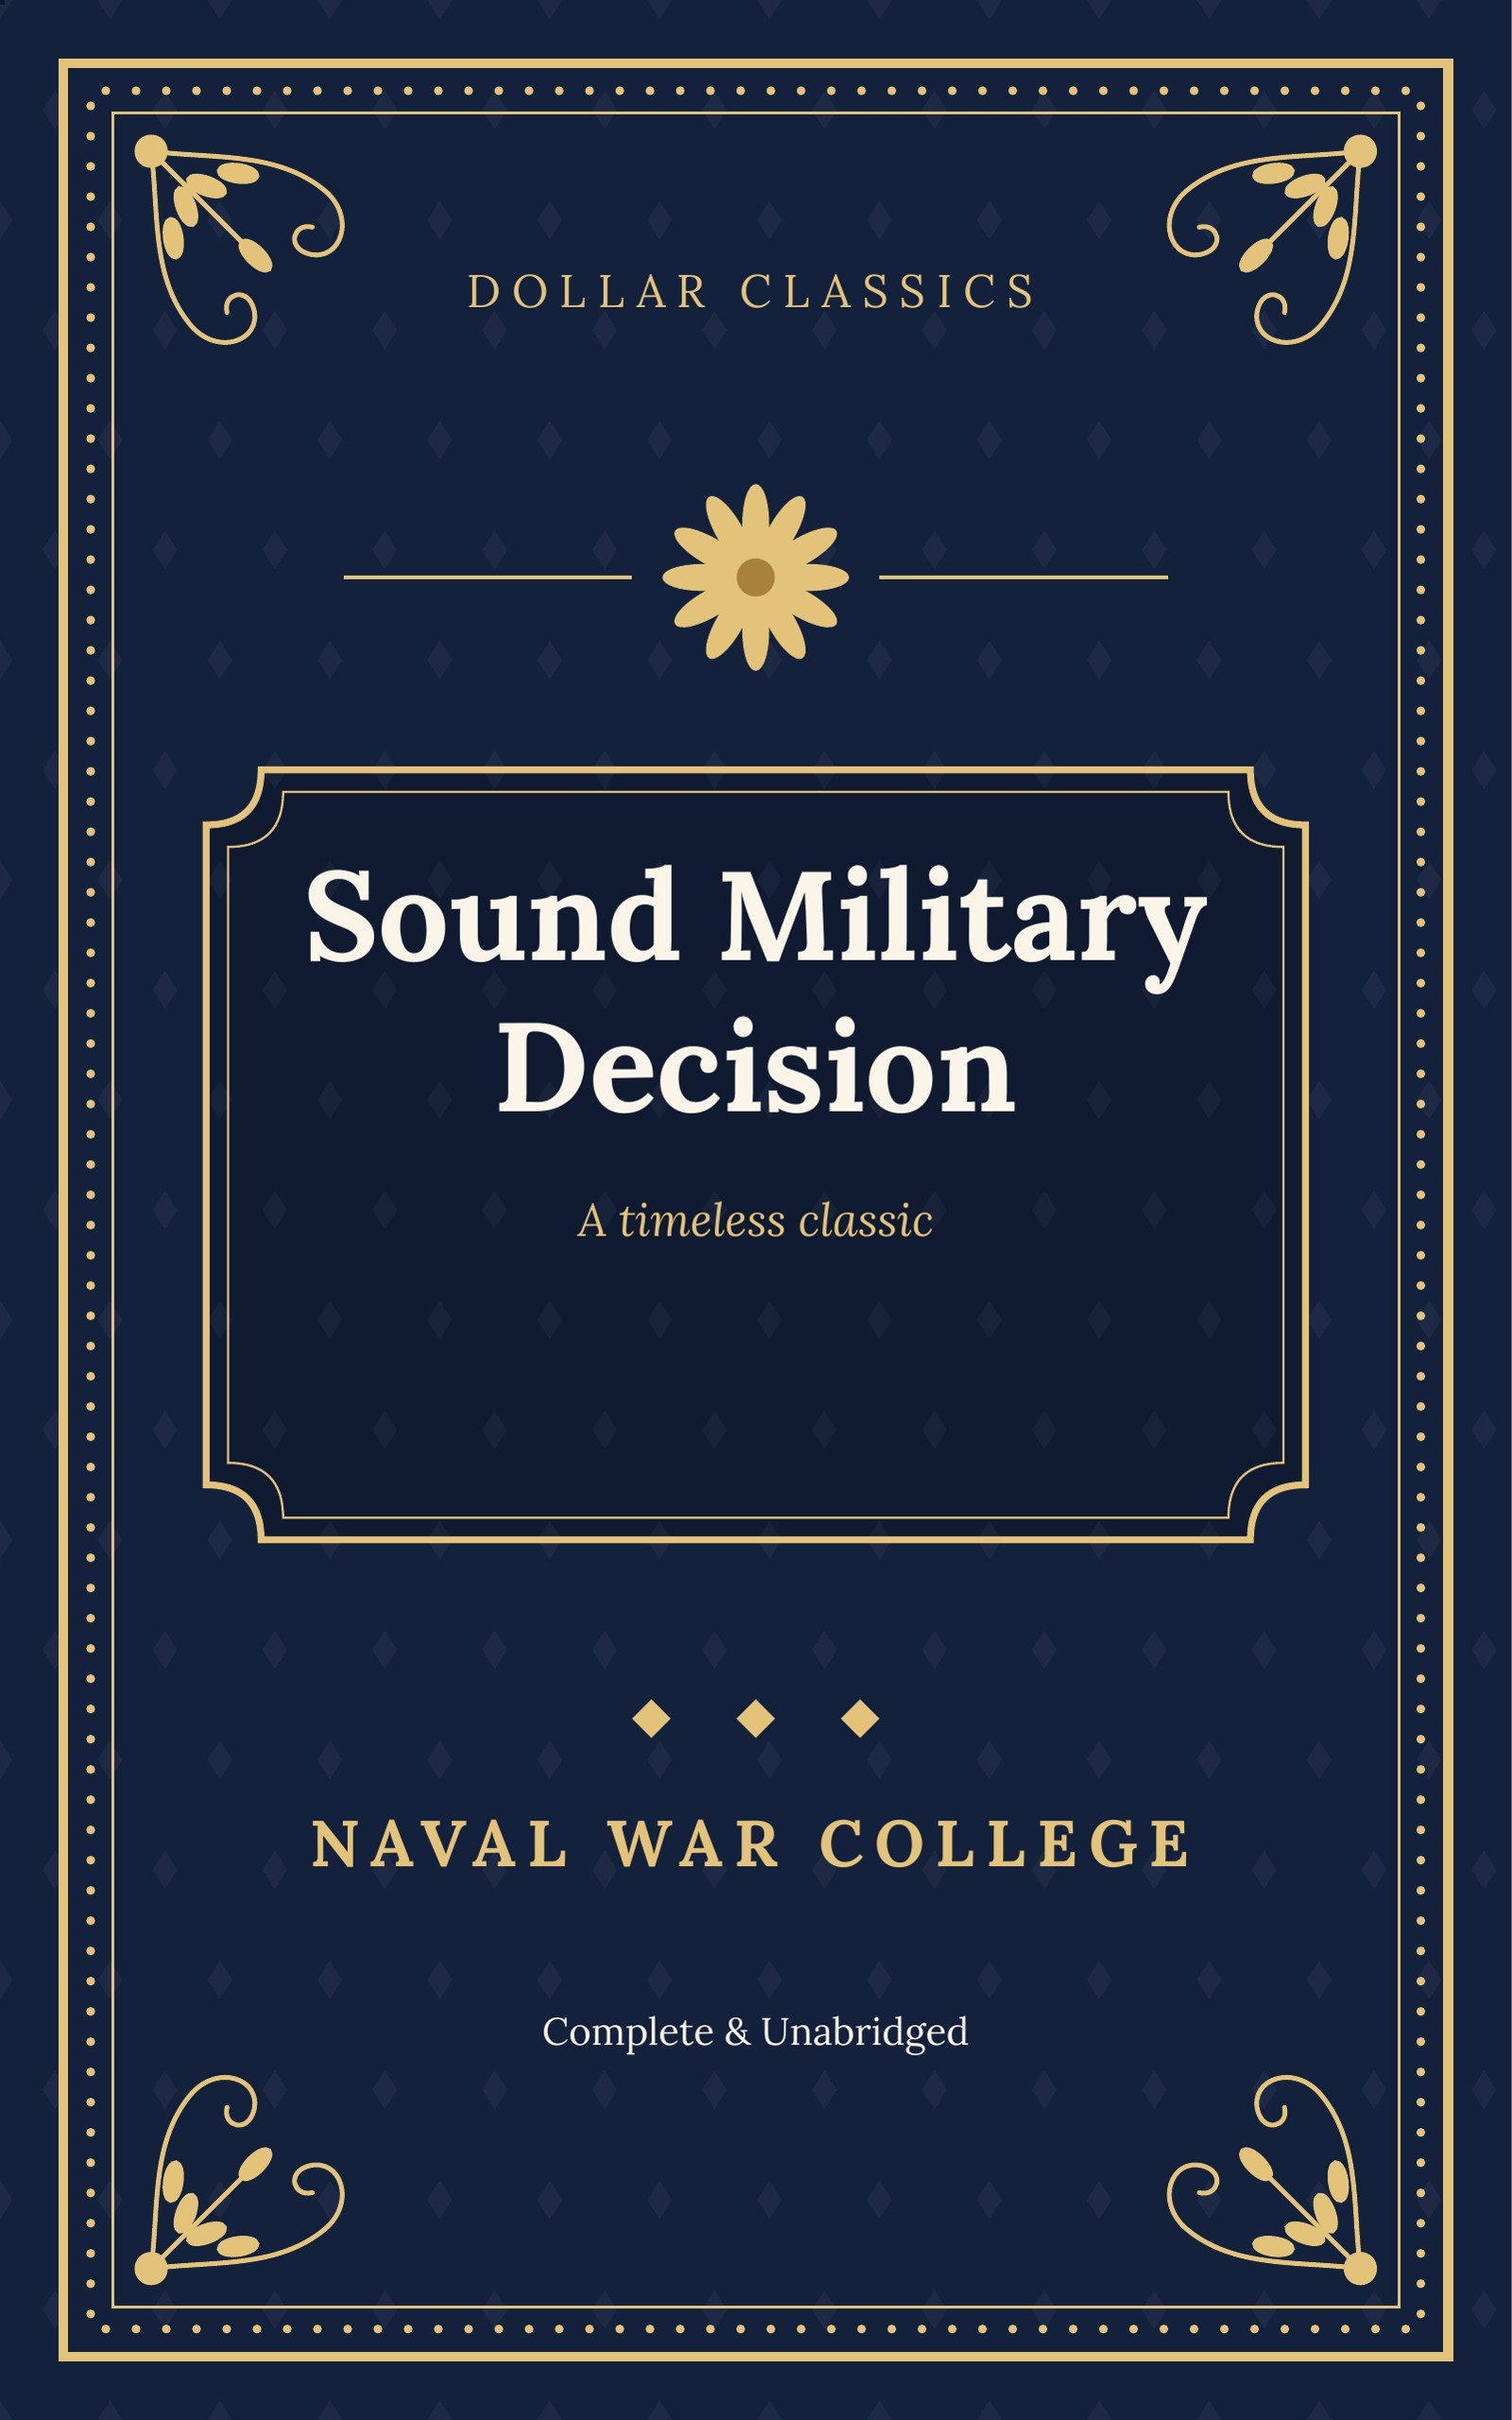 DOLLAR CLASSICS
Sound Military
Decision
A timeless classic
NAVAL WAR COLLEGE
Complete & Unabridged